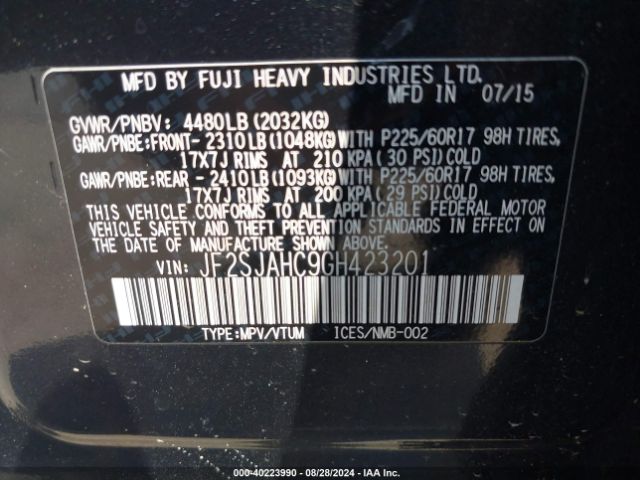 MFD BY FUJI HEAVY INDUSTRIES LTD.
MFD IN 07/15
GVWR/PNBV: 4480LB(2032KG)
GAWR/PNBE:FRONT- 2310LB(1048KG)WITH P225/60R17 98H TIRES,
17X7J RIMS AT 210 KPA(30 PSI)COLD
GAWR/PNBE:REAR - 2410LB(1093KG)WITH P225/60R17 98H TIRES,
17X7J RIMS AT 200 KPA(29 PSI)COLD
THIS VEHICLE CONFORMS TO ALL APPLICABLE FEDERAL MOTOR
VEHICLE SAFETY AND THEFT PREVENTION STANDARDS IN EFFECT
ON THE DATE OF MANUFACTURE SHOWN ABOVE.
VIN: JF2SJAHC9GH423201
TYPE:MPV/VTUM ICES/NMB-002
000-40223990 - 08/28/2024 - IAA Inc.